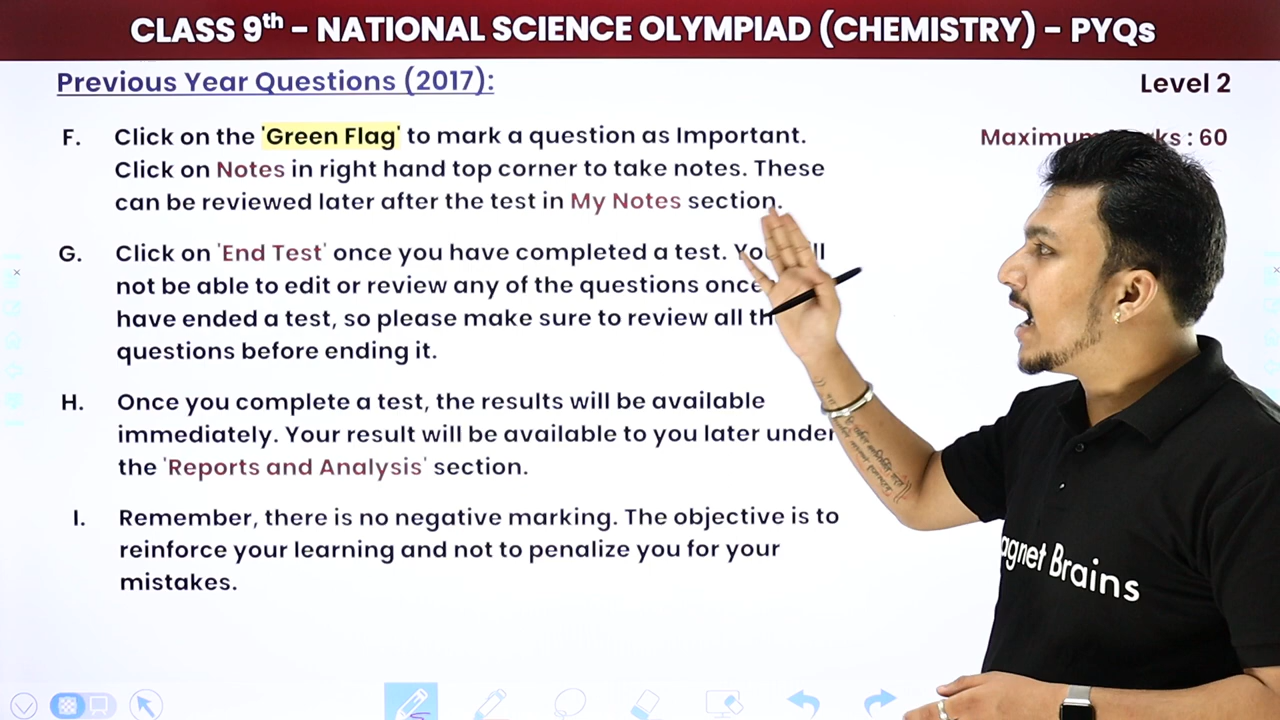 CLASS 9th – NATIONAL SCIENCE OLYMPIAD (CHEMISTRY) – PYQs
Previous Year Questions (2017):
Level 2
Maximum Marks : 60
F. Click on the 'Green Flag' to mark a question as Important.
Click on Notes in right hand top corner to take notes. These
can be reviewed later after the test in My Notes section.
G. Click on 'End Test' once you have completed a test. You will
not be able to edit or review any of the questions once
have ended a test, so please make sure to review all
questions before ending it.
H. Once you complete a test, the results will be available
immediately. Your result will be available to you later under
the 'Reports and Analysis' section.
I. Remember, there is no negative marking. The objective is to
reinforce your learning and not to penalize you for your
mistakes.
agnet Brains